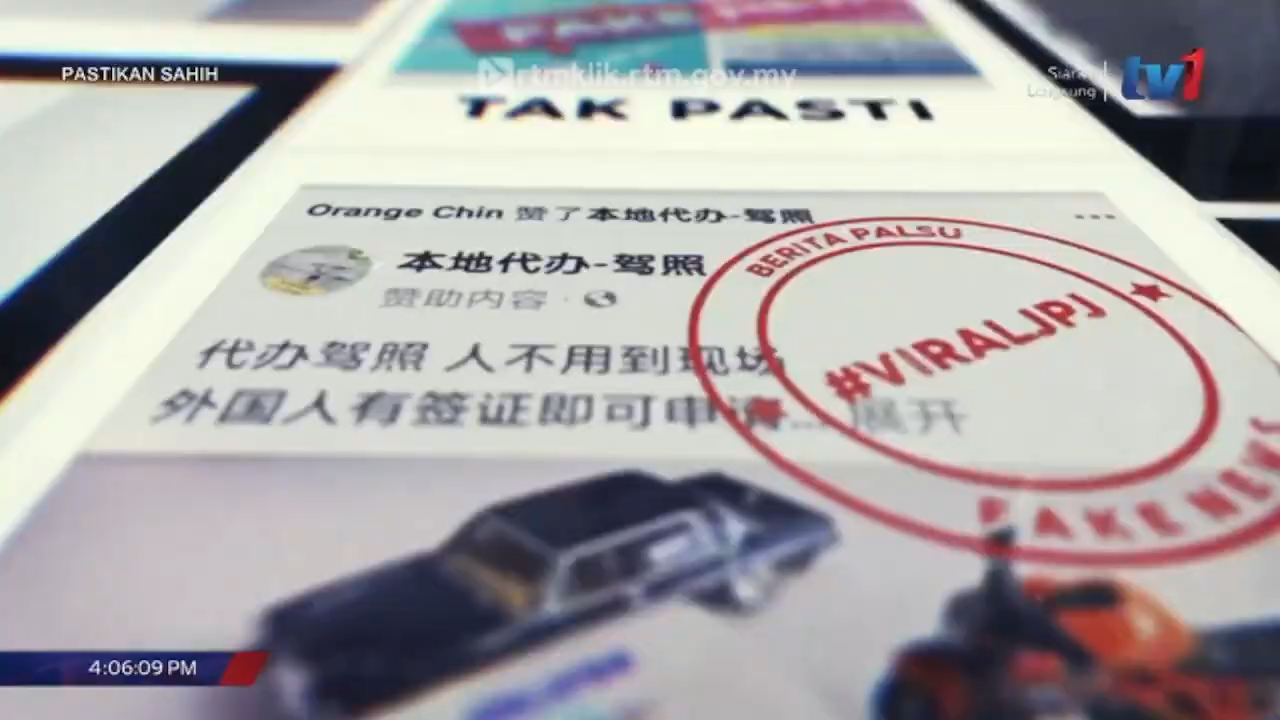 PASTIKAN SAHIH
FAKE
rtmklik.rtm.gov.my
Siaran
Langsung
tv1
TAK PASTI
Orange Chin 赞了本地代办-驾照
本地代办-驾照
赞助内容
代办驾照 人不用到现场
外国人有签证即可申请... 展开
BERITA PALSU
#VIRALJPJ
FAKE NEWS
4:06:09 PM